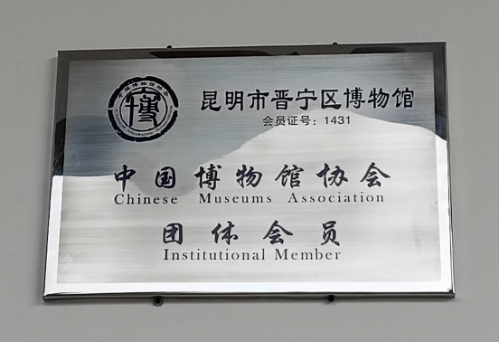 昆明市晋宁区博物馆
会员证号：1431
中国博物馆协会
Chinese Museums Association
团体会员
Institutional Member